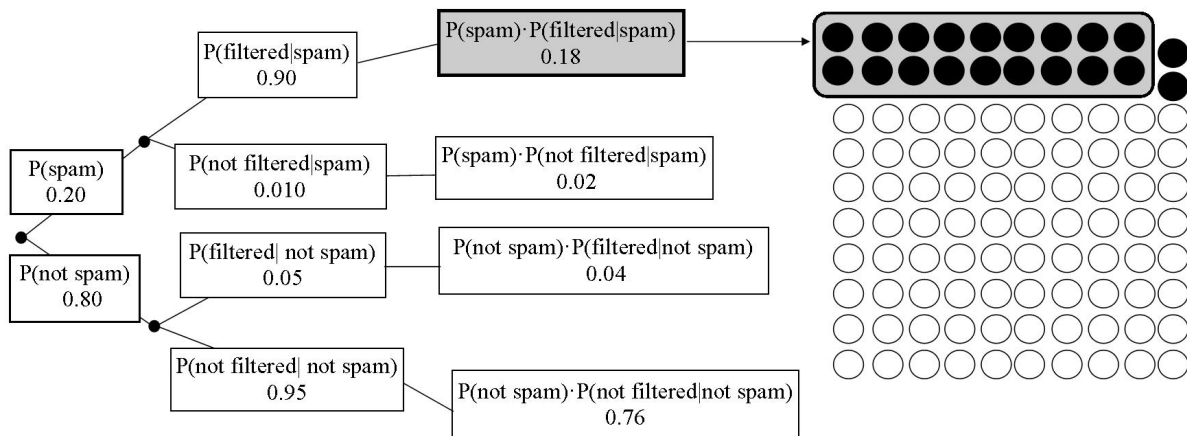 P(filtered|spam)
0.90
P(spam)·P(filtered|spam)
0.18
P(spam)
0.20
P(not filtered|spam)
0.010
P(spam)·P(not filtered|spam)
0.02
P(not spam)
0.80
P(filtered| not spam)
0.05
P(not spam)·P(filtered|not spam)
0.04
P(not filtered| not spam)
0.95
P(not spam)·P(not filtered|not spam)
0.76